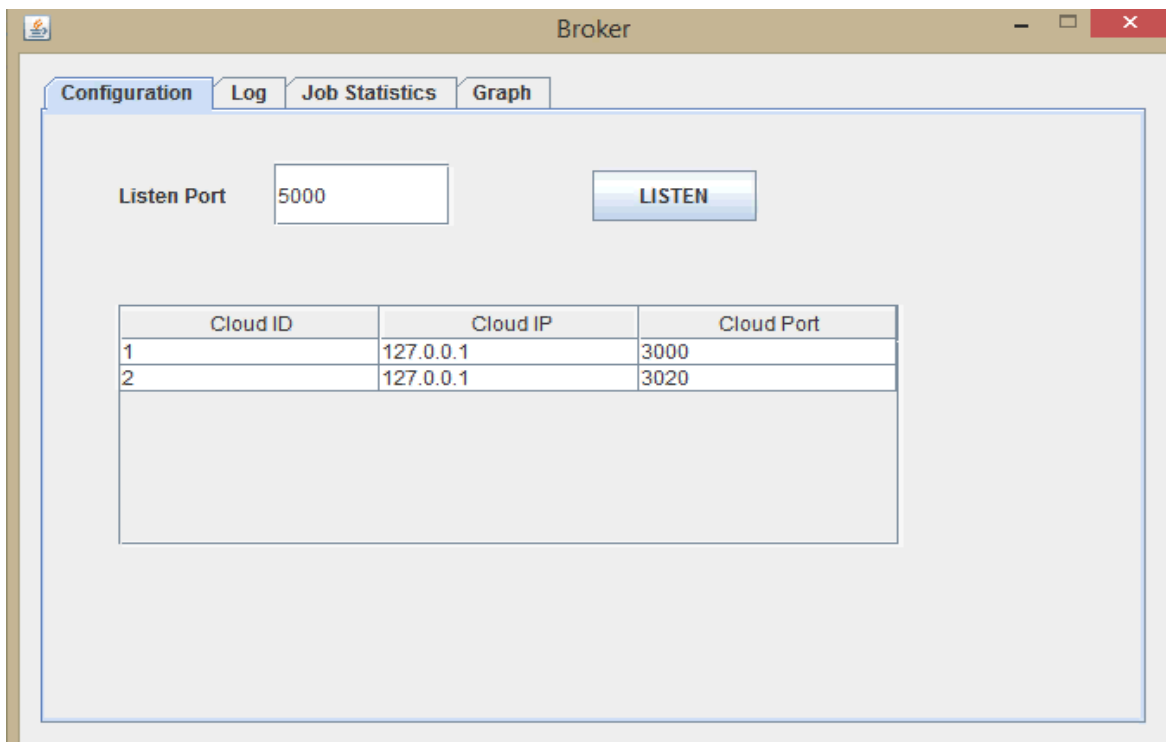 Broker
Configuration Log Job Statistics Graph
Listen Port 5000 LISTEN
Cloud ID Cloud IP Cloud Port
1 127.0.0.1 3000
2 127.0.0.1 3020